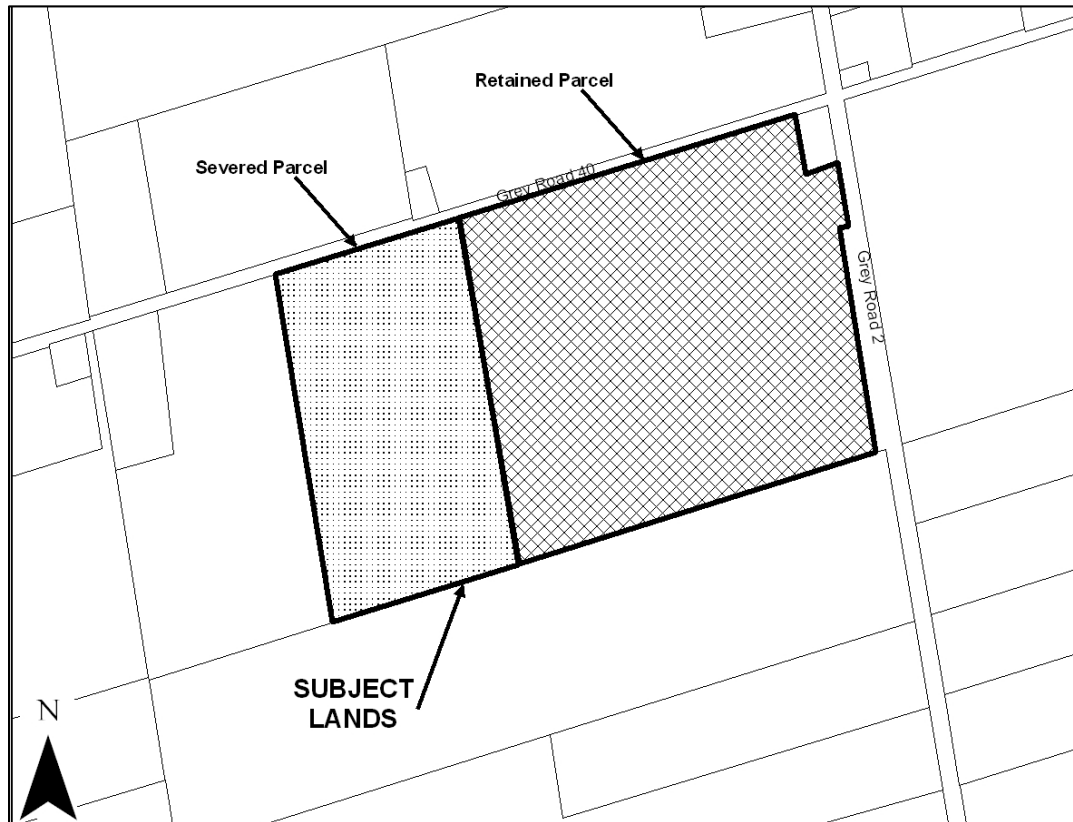 Retained Parcel
Severed Parcel
Grey Road 40
Grey Road 2
SUBJECT
LANDS
N